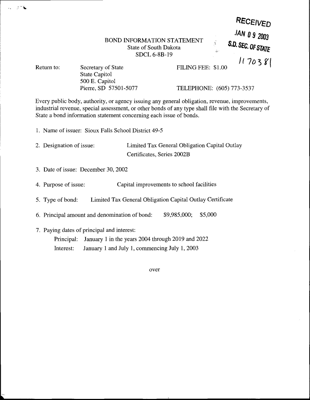 RECEIVED
JAN 09 2003
S.D. SEC. OF STATE
1170381
BOND INFORMATION STATEMENT
State of South Dakota
SDCL 6-8B-19
Return to: Secretary of State FILING FEE: $1.00
State Capitol
500 E. Capitol
Pierre, SD 57501-5077 TELEPHONE: (605) 773-3537
Every public body, authority, or agency issuing any general obligation, revenue, improvements,
industrial revenue, special assessment, or other bonds of any type shall file with the Secretary of
State a bond information statement concerning each issue of bonds.
1. Name of issuer: Sioux Falls School District 49-5
2. Designation of issue: Limited Tax General Obligation Capital Outlay
Certificates, Series 2002B
3. Date of issue: December 30, 2002
4. Purpose of issue: Capital improvements to school facilities
5. Type of bond: Limited Tax General Obligation Capital Outlay Certificate
6. Principal amount and denomination of bond: $9,985,000; $5,000
7. Paying dates of principal and interest:
Principal: January 1 in the years 2004 through 2019 and 2022
Interest: January 1 and July 1, commencing July 1, 2003
over